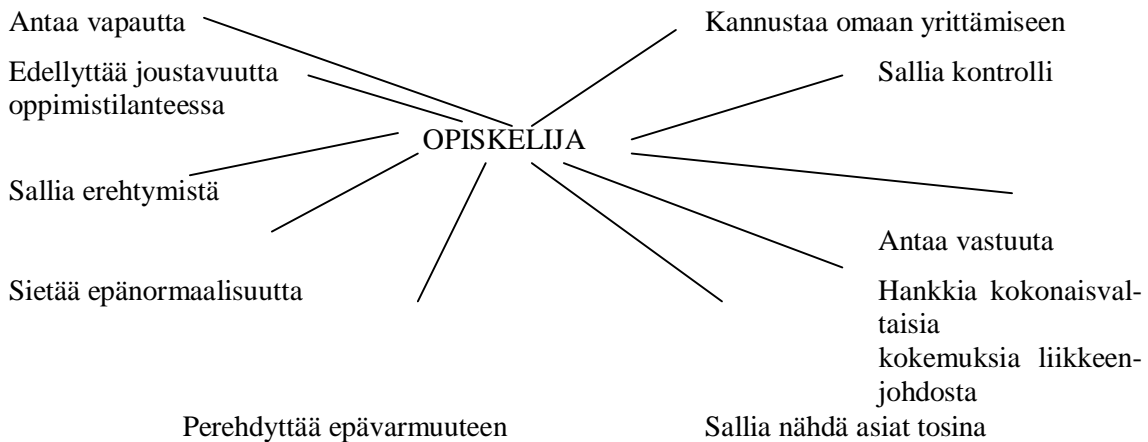 Antaa vapautta
Kannustaa omaan yrittämiseen
Edellyttää joustavuutta
oppimistilanteessa
Sallia kontrolli
OPISKELIJA
Sallia erehtymistä
Antaa vastuuta
Sietää epänormaalisuutta
Hankkia kokonaisval-
taisia
kokemuksia liikkeen-
johdosta
Perehdyttää epävarmuuteen
Sallia nähdä asiat tosina